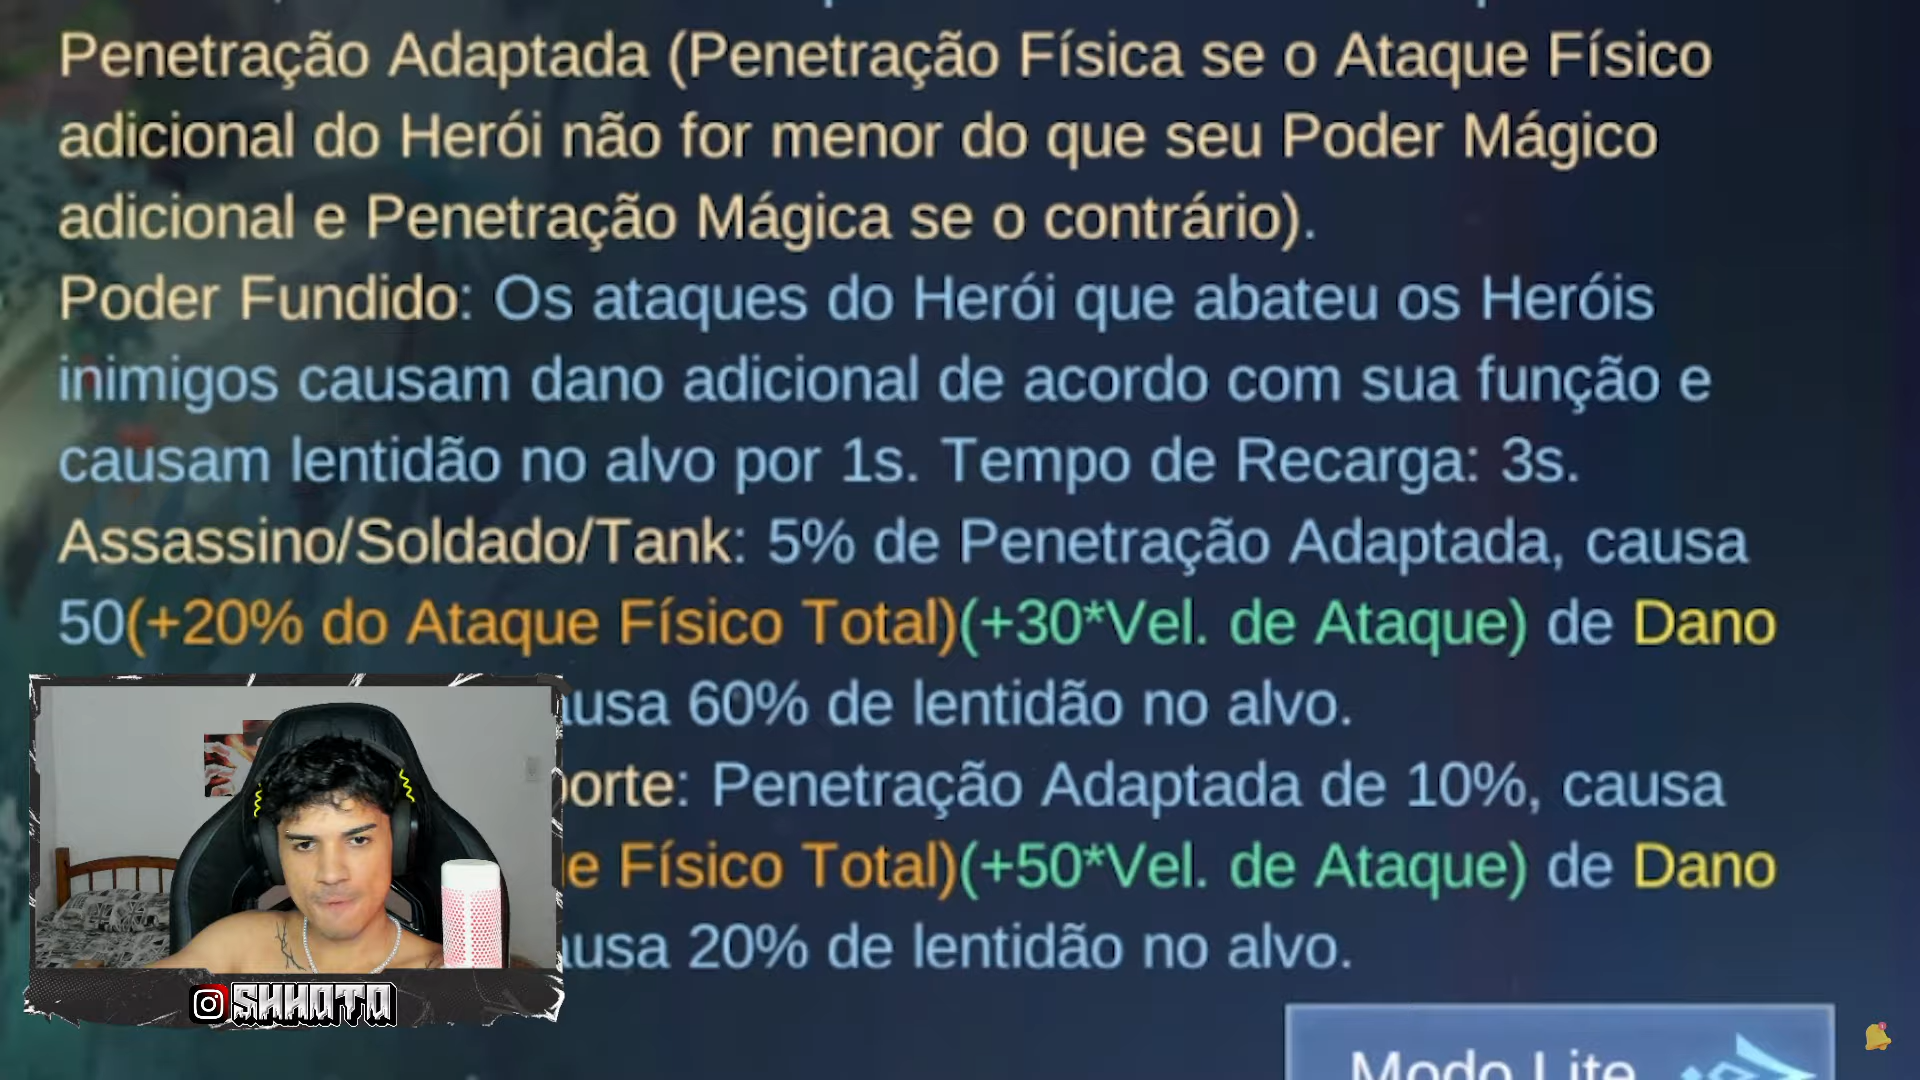 Penetração Adaptada (Penetração Física se o Ataque Físico
adicional do Herói não for menor do que seu Poder Mágico
adicional e Penetração Mágica se o contrário).
Poder Fundido: Os ataques do Herói que abateu os Heróis
inimigos causam dano adicional de acordo com sua função e
causam lentidão no alvo por 1s. Tempo de Recarga: 3s.
Assassino/Soldado/Tank: 5% de Penetração Adaptada, causa
50(+20% do Ataque Físico Total)(+30*Vel. de Ataque) de Dano
ausa 60% de lentidão no alvo.
porte: Penetração Adaptada de 10%, causa
ue Físico Total)(+50*Vel. de Ataque) de Dano
ausa 20% de lentidão no alvo.
SHHOTO
Modo Lite